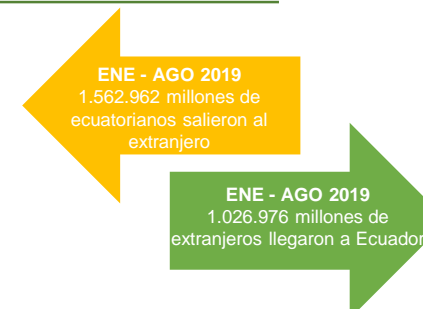 ENE - AGO 2019
1.562.962 millones de
ecuatorianos salieron al
extranjero
ENE - AGO 2019
1.026.976 millones de
extranjeros llegaron a Ecuador